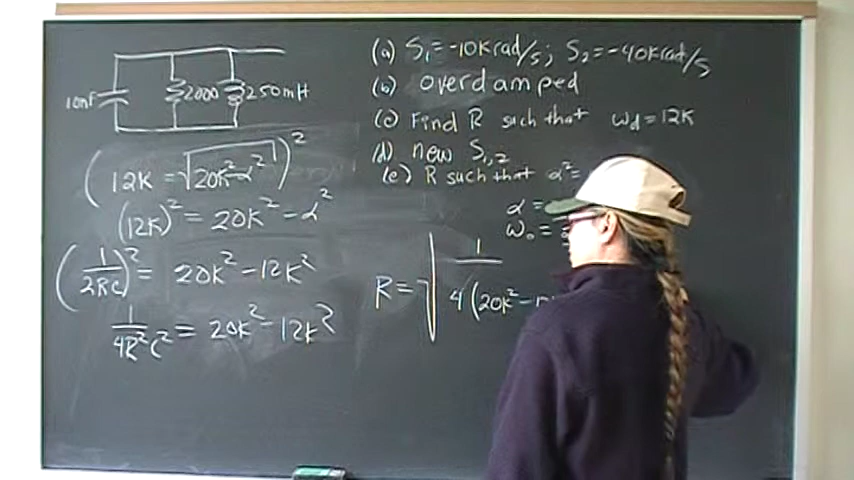 10nF 2000 250mH
(12K = √20K² - α²)²
(12K)² = 20K² - α²
(1/2RC)² = 20K² - 12K²
1/4R²C² = 20K² - 12K²
(a) S₁ = -10Krad/s; S₂ = -40Krad/s
(b) overdamped
(c) Find R such that ωd = 12K
(d) new S₁,₂
(e) R such that α² =
α =
ω₀ =
R = √ 1 / 4(20K² -